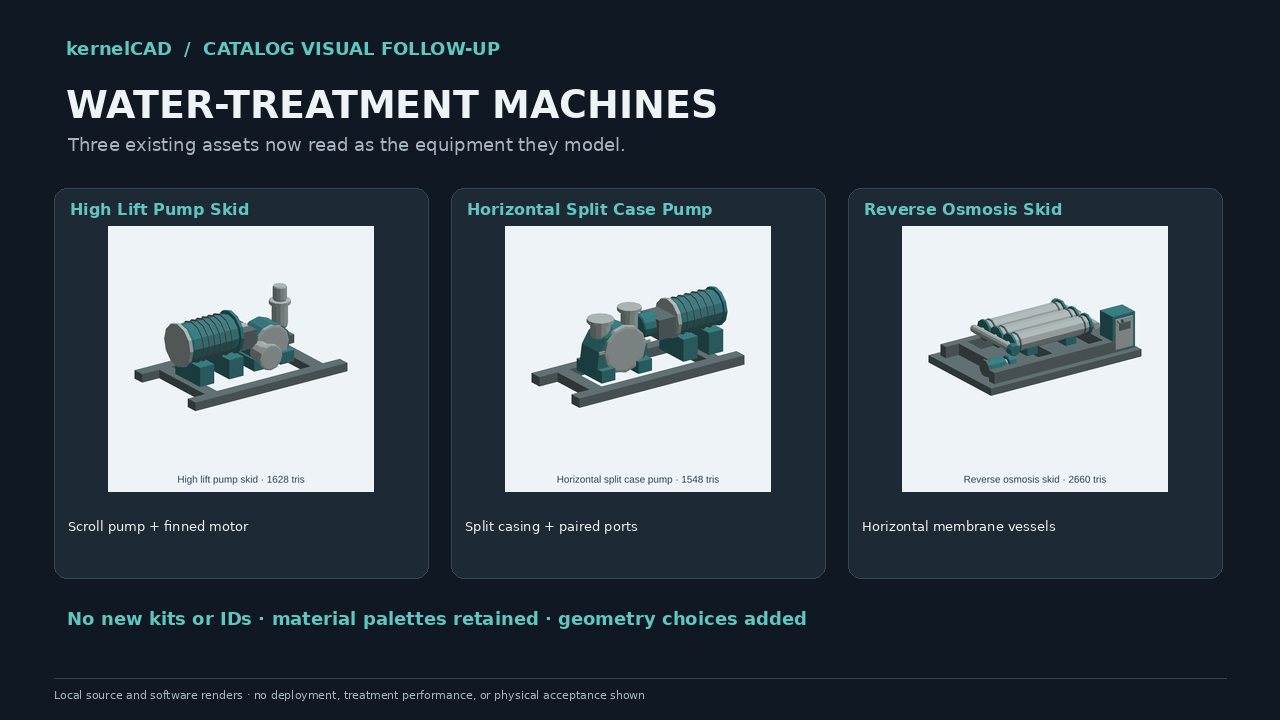 kernelCAD / CATALOG VISUAL FOLLOW-UP
WATER-TREATMENT MACHINES
Three existing assets now read as the equipment they model.
High Lift Pump Skid
High lift pump skid · 1628 tris
Scroll pump + finned motor
Horizontal Split Case Pump
Horizontal split case pump · 1548 tris
Split casing + paired ports
Reverse Osmosis Skid
Reverse osmosis skid · 2660 tris
Horizontal membrane vessels
No new kits or IDs · material palettes retained · geometry choices added
Local source and software renders · no deployment, treatment performance, or physical acceptance shown